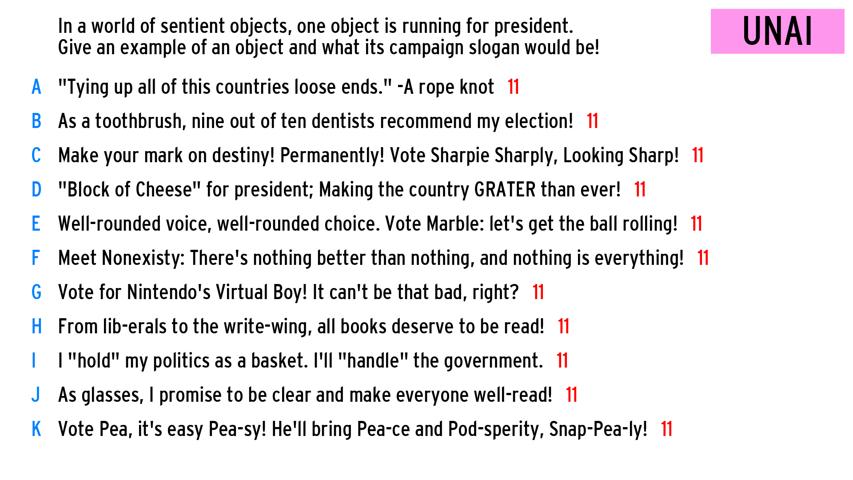 In a world of sentient objects, one object is running for president.
Give an example of an object and what its campaign slogan would be!
UNAI
A "Tying up all of this countries loose ends." -A rope knot 11
B As a toothbrush, nine out of ten dentists recommend my election! 11
C Make your mark on destiny! Permanently! Vote Sharpie Sharply, Looking Sharp! 11
D "Block of Cheese" for president; Making the country GRATER than ever! 11
E Well-rounded voice, well-rounded choice. Vote Marble: let's get the ball rolling! 11
F Meet Nonexisty: There's nothing better than nothing, and nothing is everything! 11
G Vote for Nintendo's Virtual Boy! It can't be that bad, right? 11
H From lib-erals to the write-wing, all books deserve to be read! 11
I I "hold" my politics as a basket. I'll "handle" the government. 11
J As glasses, I promise to be clear and make everyone well-read! 11
K Vote Pea, it's easy Pea-sy! He'll bring Pea-ce and Pod-sperity, Snap-Pea-ly! 11